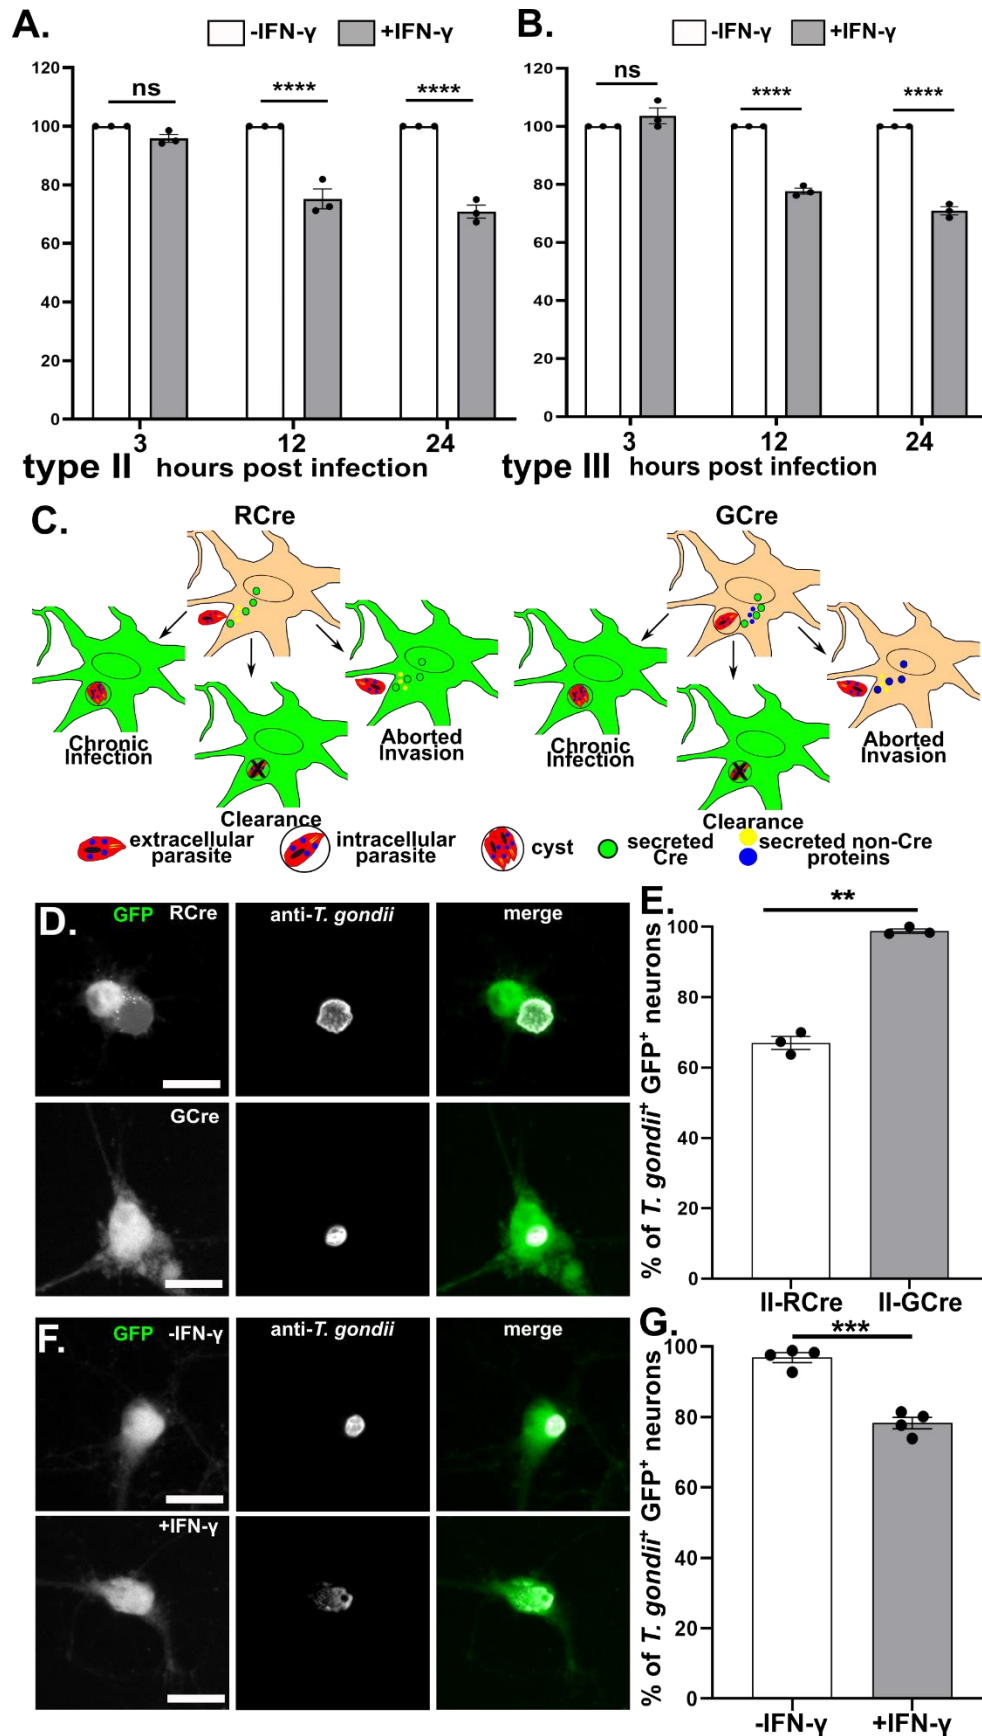 A.
-IFN-γ +IFN-γ
120
100
80
60
40
20
0
ns
****
****
3 12 24
type II hours post infection
B.
-IFN-γ +IFN-γ
120
100
80
60
40
20
0
ns
****
****
3 12 24
type III hours post infection
C.
RCre
Chronic
Infection
Clearance
Aborted
Invasion
GCre
Chronic
Infection
Clearance
Aborted
Invasion
extracellular
parasite
intracellular
parasite
cyst
secreted
Cre
secreted non-Cre
proteins
D.
GFP RCre
anti-T. gondii
merge
GCre
E.
**
% of T. gondii+ GFP+ neurons
100
80
60
40
20
0
II-RCre II-GCre
F.
GFP -IFN-γ
anti-T. gondii
merge
+IFN-γ
G.
***
% of T. gondii+ GFP+ neurons
100
80
60
40
20
0
-IFN-γ +IFN-γ